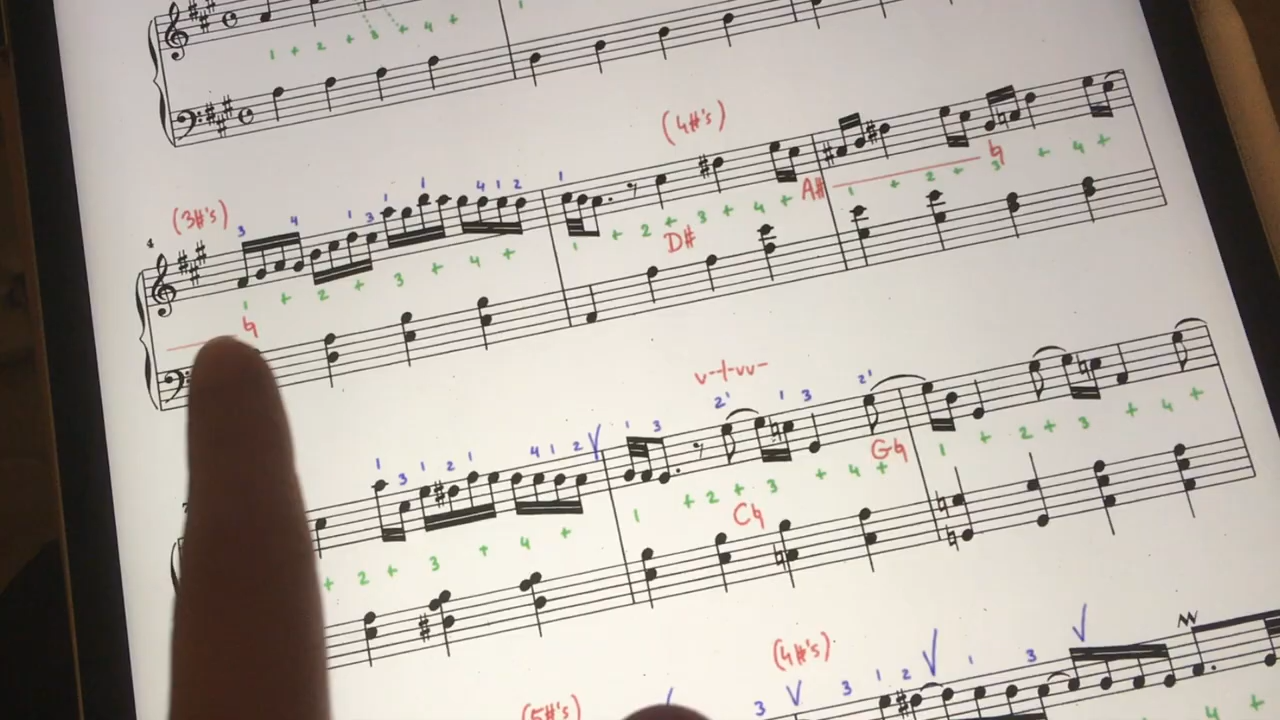 1 + 2 + 3 + 4 + 1
(4#'s)
(3#'s) 3 4 1 3 1 1 4 1 2 1
4
1 + 2 + 3 + 4 + 1 + 2 + 3 + 4 + A# 1 + 2 + 3 + 4 +
♮ D# ♮
v-+-vv-
1 3 1 2 1 4 1 2 V 1 3 2' 1 3 2'
+ 2 + 3 + 4 + 1 + 2 + 3 + 4 + 1 + 2 + 3 + 4 +
C♮ G♮
(4#'s)
3 V 3 1 2 V 1 3 V
(5#'s)
4 +